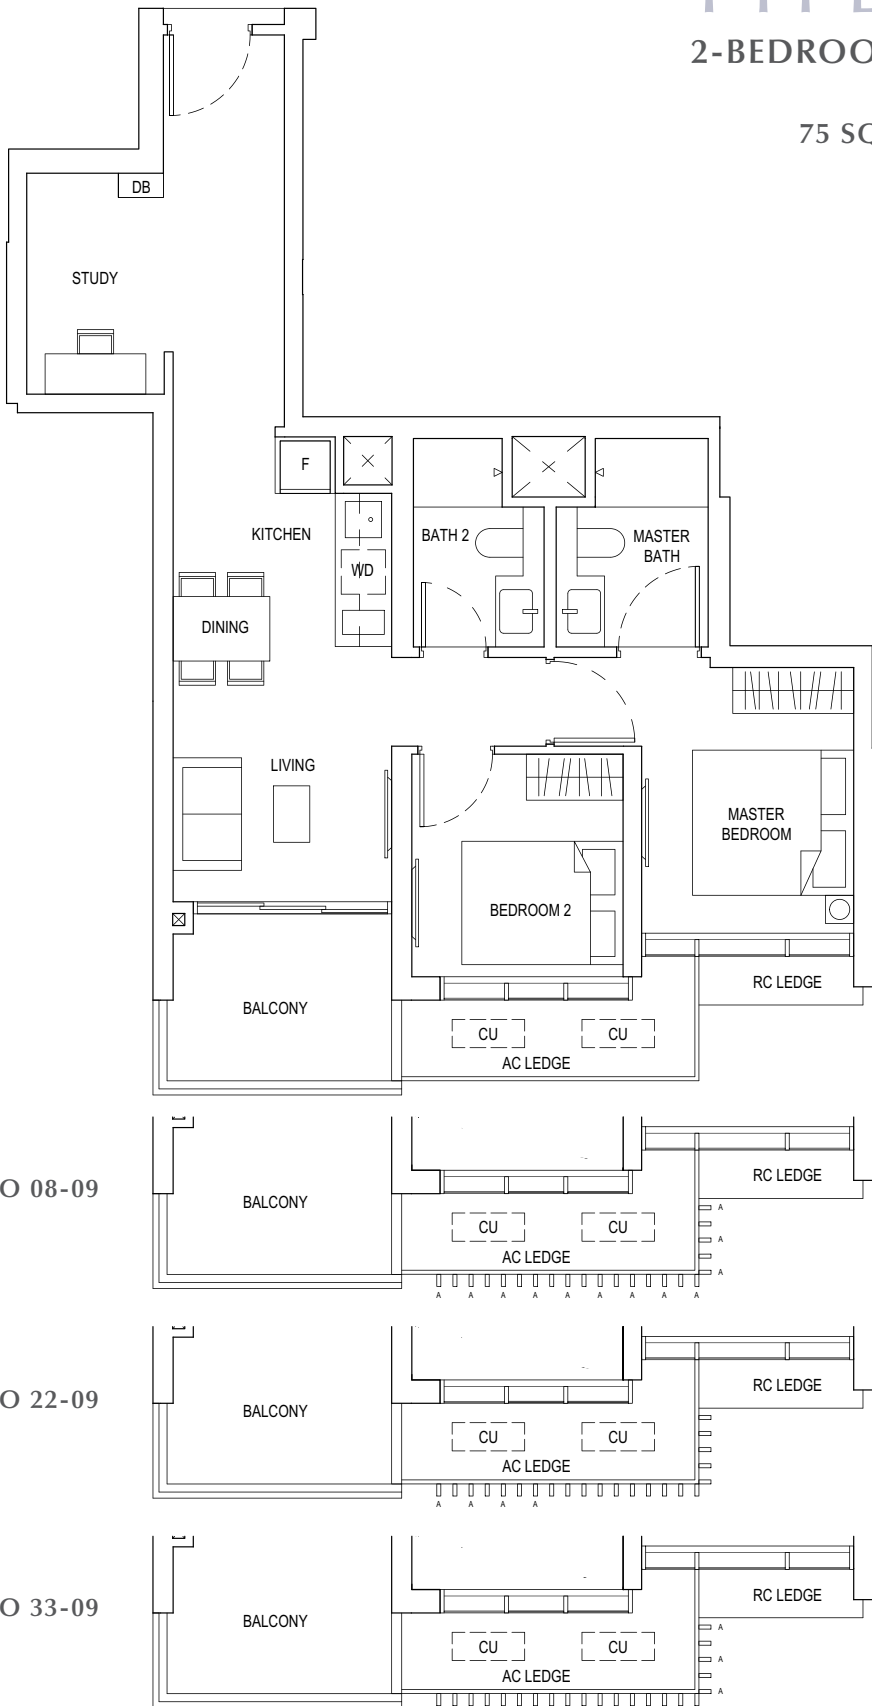 2-BEDROO
75 SQ
DB
STUDY
F
KITCHEN
BATH 2
MASTER
BATH
WD
DINING
LIVING
MASTER
BEDROOM
BEDROOM 2
RC LEDGE
BALCONY
CU CU
AC LEDGE
O 08-09
BALCONY
RC LEDGE
CU CU
AC LEDGE
A
A
A
A A A A A A A A A
O 22-09
BALCONY
RC LEDGE
CU CU
AC LEDGE
A A A A
O 33-09
BALCONY
RC LEDGE
CU CU
AC LEDGE
A
A
A